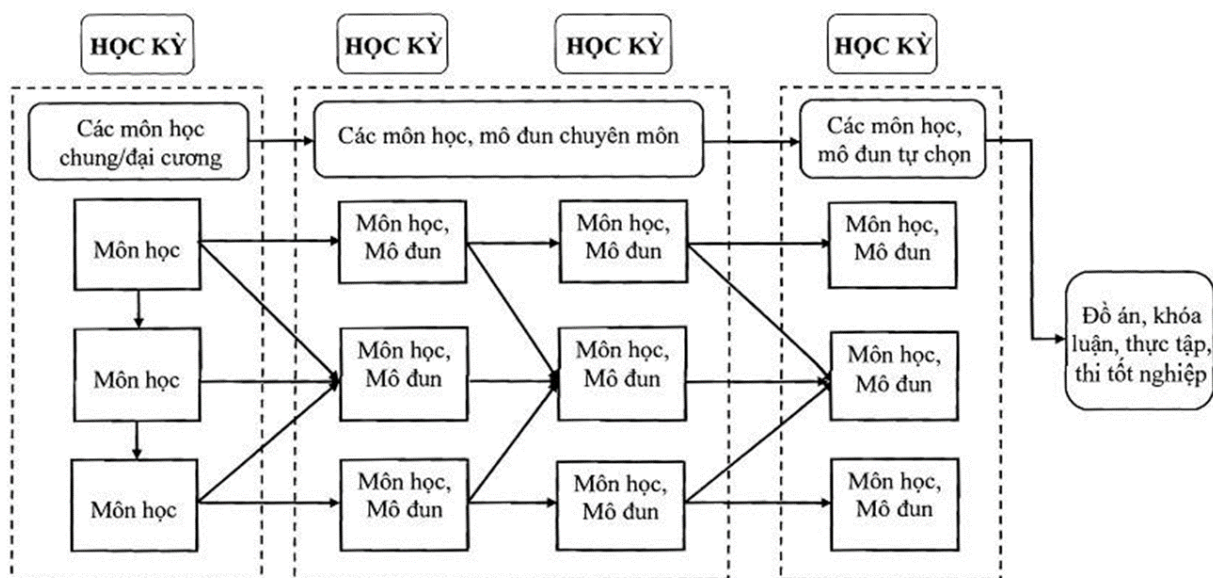 HỌC KỲ
HỌC KỲ
HỌC KỲ
HỌC KỲ
Các môn học
chung/đại cương
Các môn học, mô đun chuyên môn
Các môn học,
mô đun tự chọn
Môn học
Môn học,
Mô đun
Môn học,
Mô đun
Môn học,
Mô đun
Môn học
Môn học,
Mô đun
Môn học,
Mô đun
Môn học,
Mô đun
Môn học
Môn học,
Mô đun
Môn học,
Mô đun
Môn học,
Mô đun
Đồ án, khóa
luận, thực tập,
thi tốt nghiệp